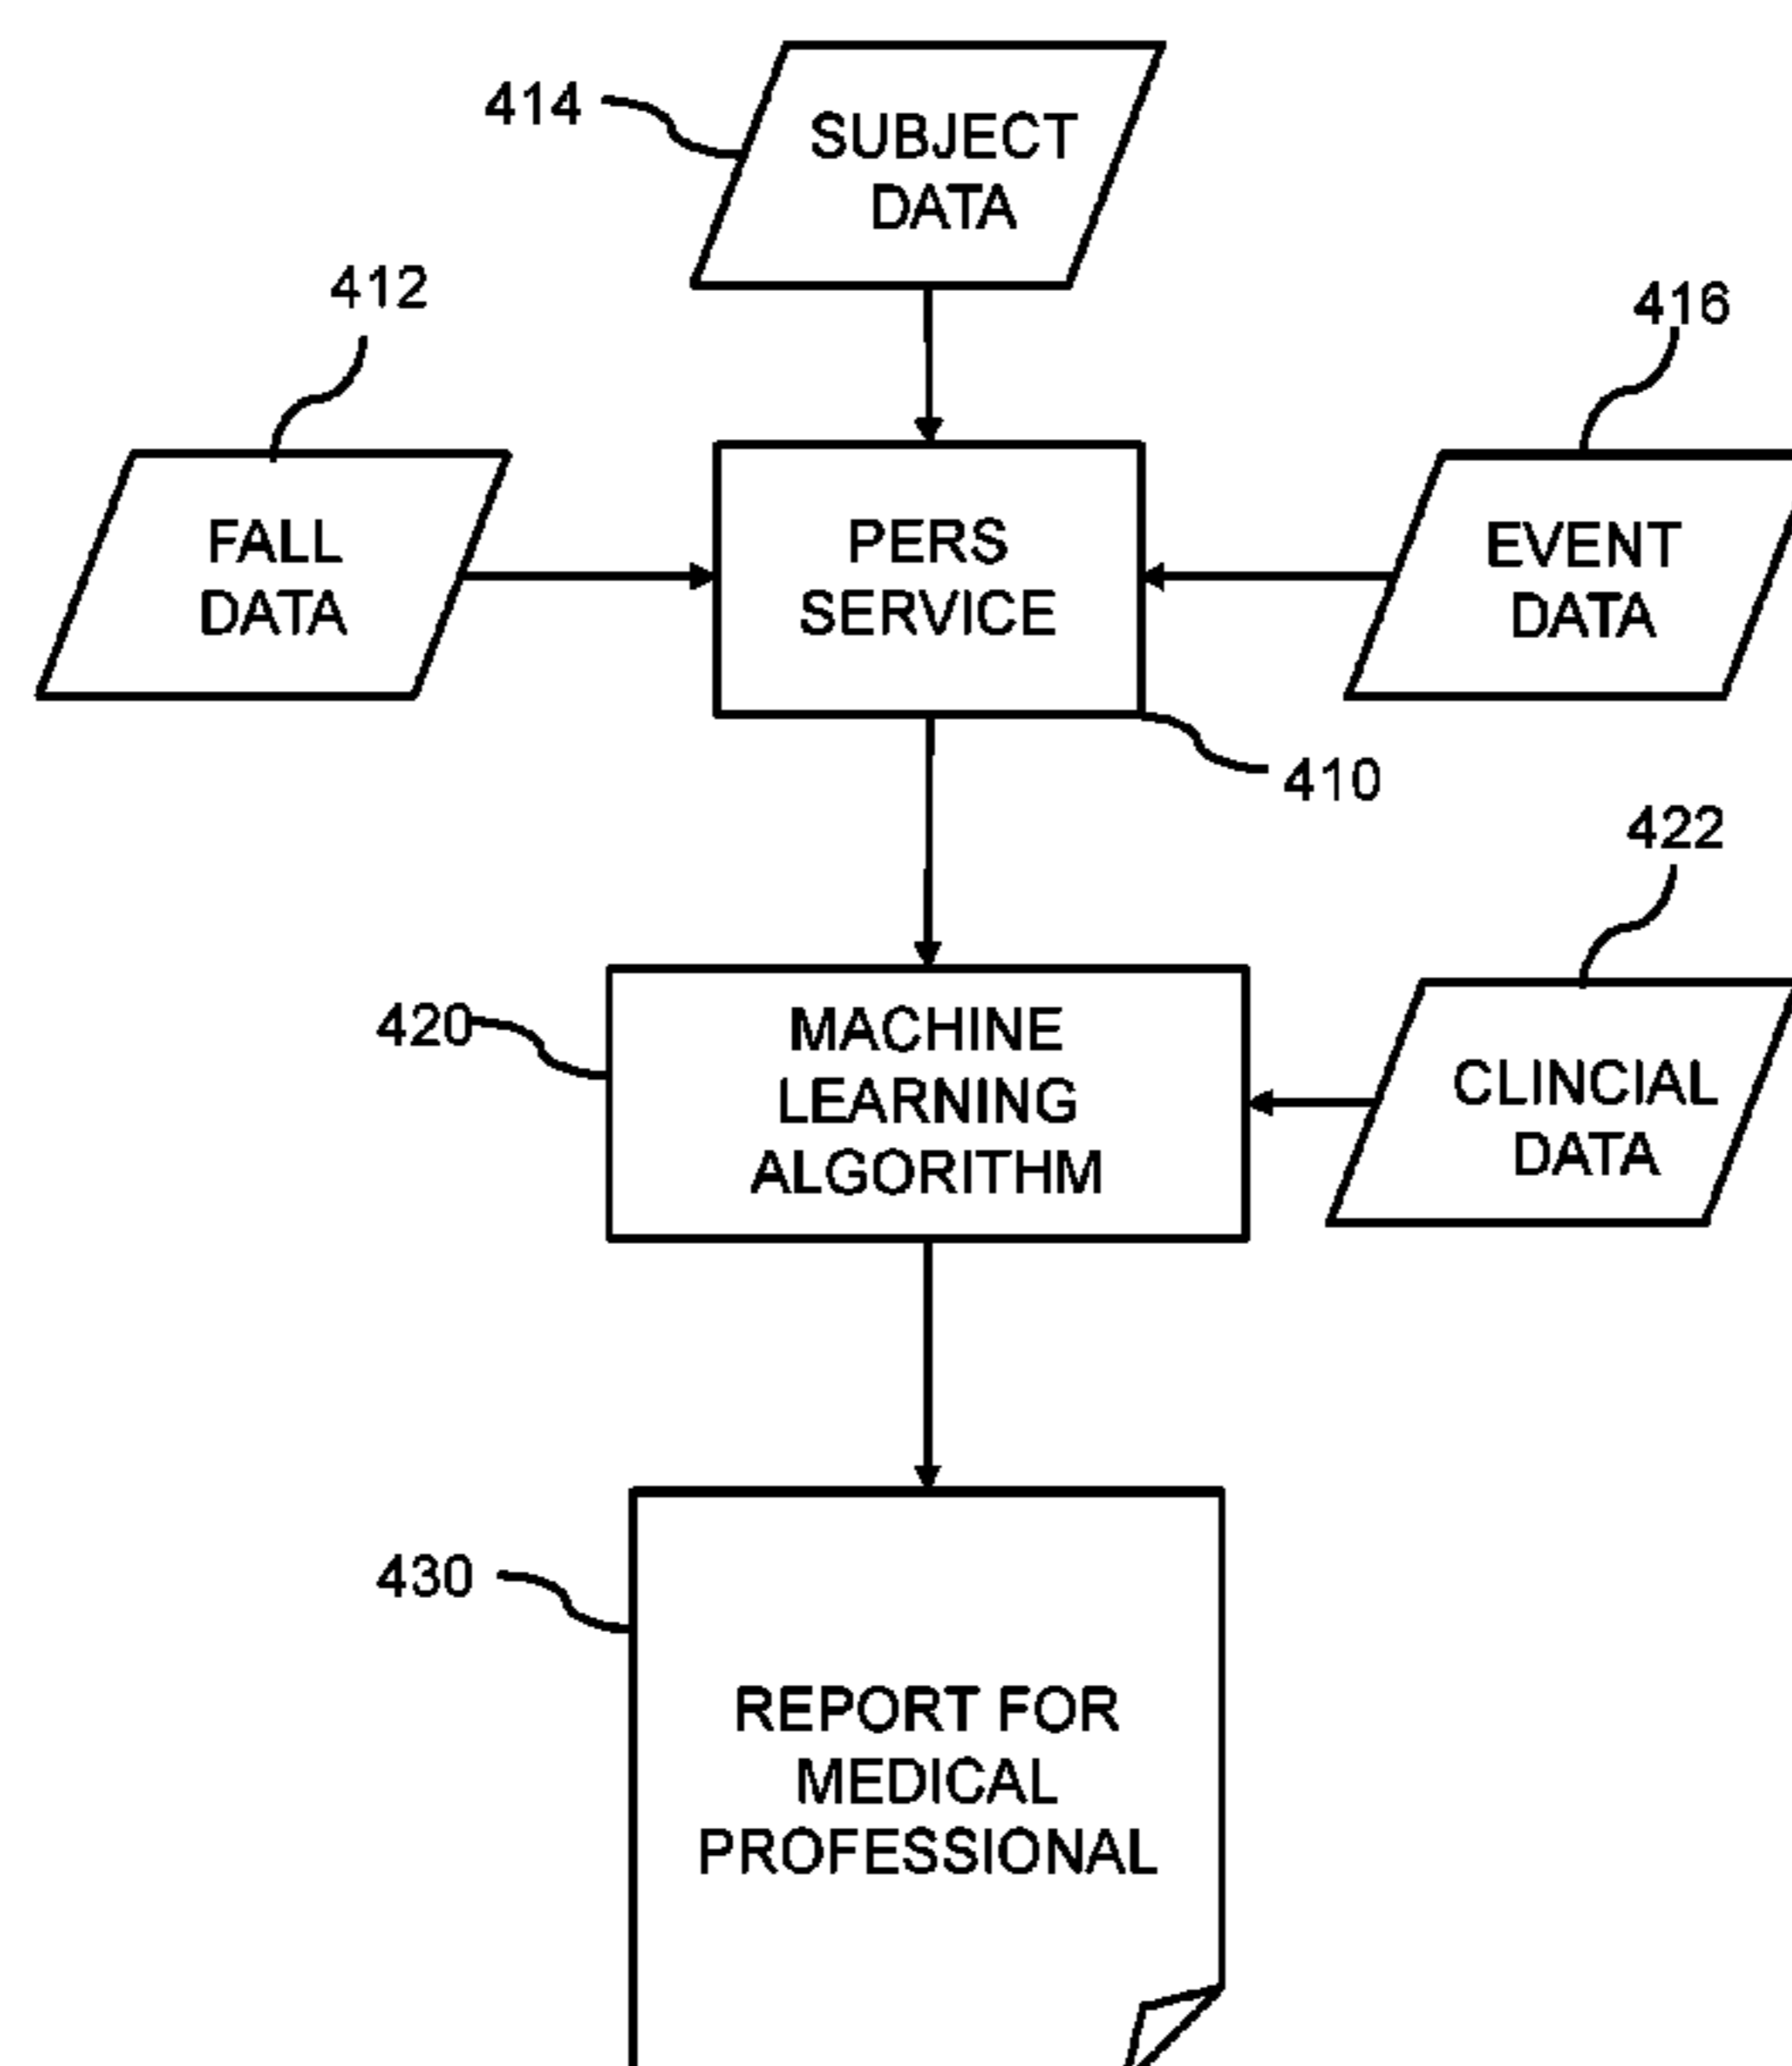 414
SUBJECT
DATA
412
416
FALL
DATA
PERS
SERVICE
EVENT
DATA
410
422
420
MACHINE
LEARNING
ALGORITHM
CLINCIAL
DATA
430
REPORT FOR
MEDICAL
PROFESSIONAL